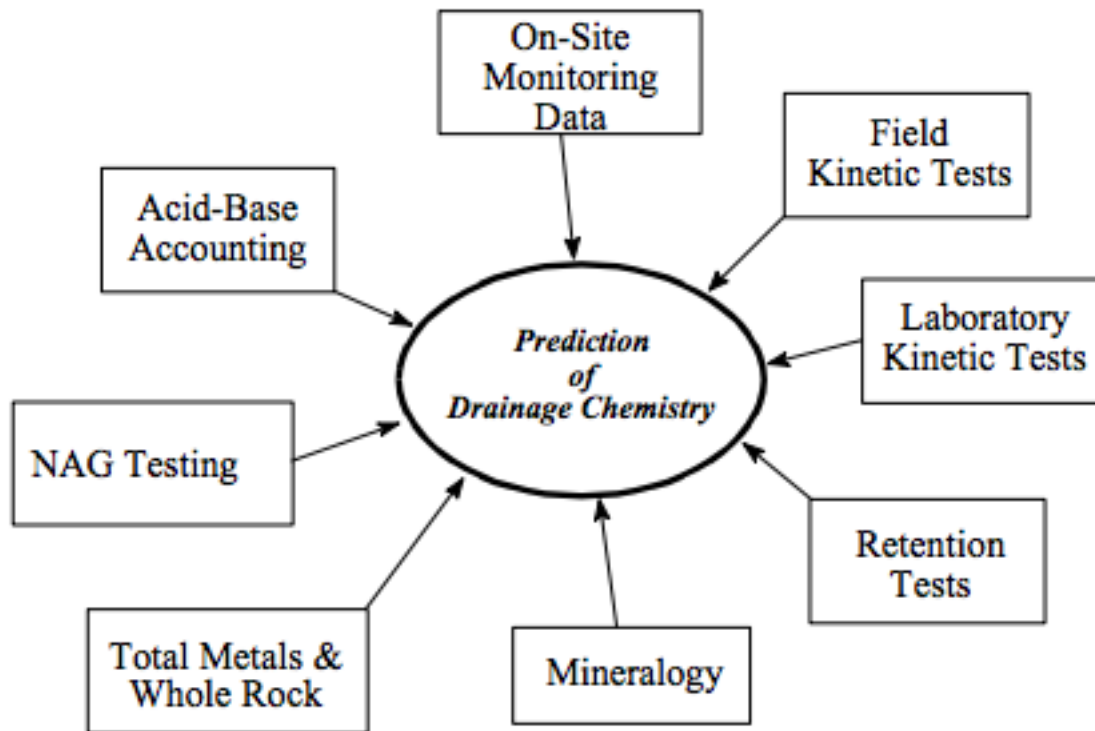 On-Site
Monitoring
Data
Field
Kinetic Tests
Acid-Base
Accounting
Laboratory
Kinetic Tests
Prediction
of
Drainage Chemistry
NAG Testing
Retention
Tests
Total Metals &
Whole Rock
Mineralogy